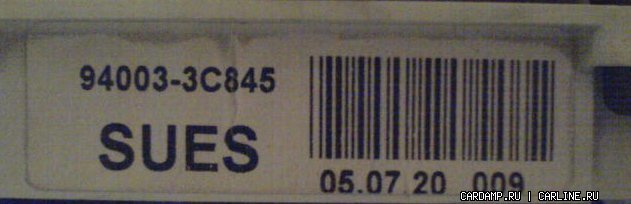 94003-3C845
SUES
05.07.20 009
CARDAMP.RU | CARLINE.RU